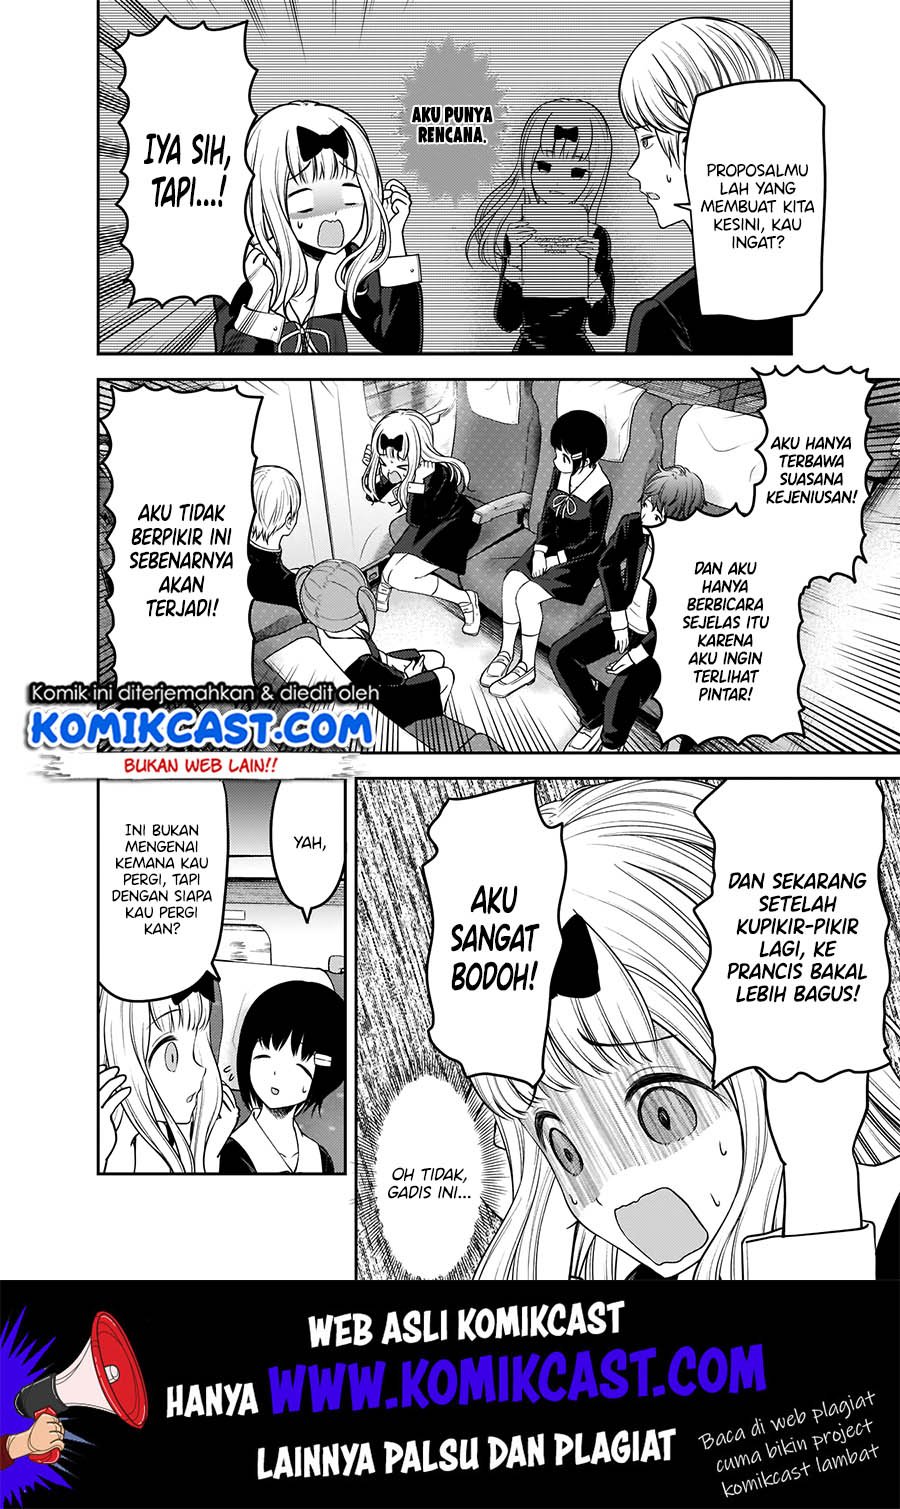 PROPOSALMU
LAH YANG
MEMBUAT KITA
KESINI, KAU
INGAT?
AKU PUNYA
RENCANA.
IYA SIH,
TAPI...!
AKU HANYA
TERBAWA
SUASANA
KEJENIUSAN!
DAN AKU
HANYA
BERBICARA
SEJELAS ITU
KARENA
AKU INGIN
TERLIHAT
PINTAR!
AKU TIDAK
BERPIKIR INI
SEBENARNYA
AKAN
TERJADI!
Komik ini diterjemahkan & diedit oleh
KOMIKCAST.COM
BUKAN WEB LAIN!!
DAN SEKARANG
SETELAH
KUPIKIR-PIKIR
LAGI, KE
PRANCIS BAKAL
LEBIH BAGUS!
AKU
SANGAT
BODOH!
OH TIDAK,
GADIS INI...
YAH,
INI BUKAN
MENGENAI
KEMANA KAU
PERGI, TAPI
DENGAN SIAPA
KAU PERGI
KAN?
WEB ASLI KOMIKCAST
HANYA WWW.KOMIKCAST.COM
LAINNYA PALSU DAN PLAGIAT
Baca di web plagiat
cuma bikin project
komikcast lambat